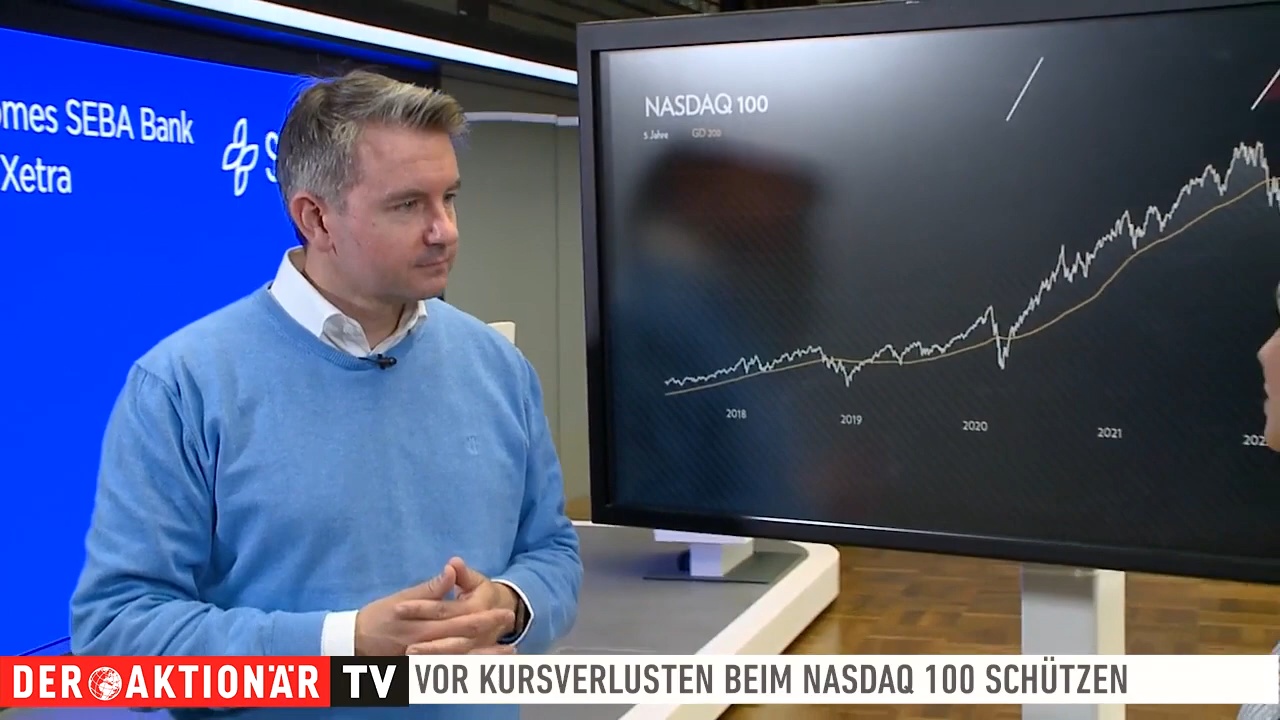 omes SEBA Bank
Xetra
S
NASDAQ 100
5 Jahre GD 200
2018 2019 2020 2021 202
DER AKTIONÄR TV VOR KURSVERLUSTEN BEIM NASDAQ 100 SCHÜTZEN